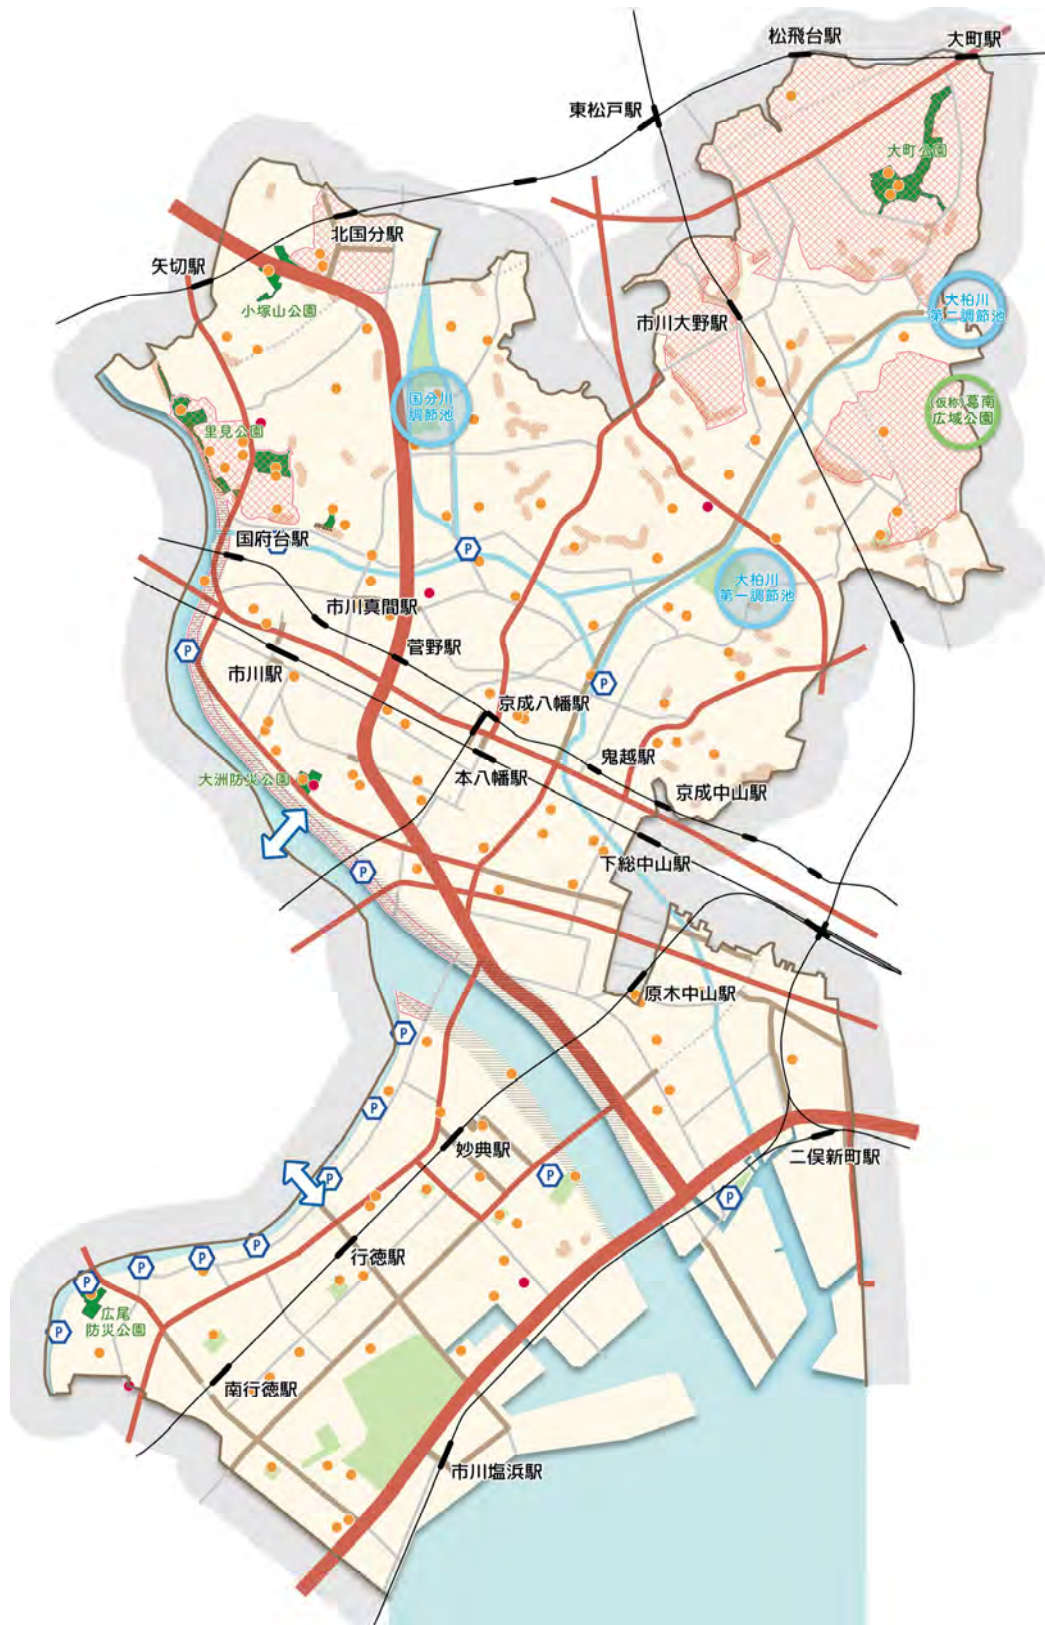 松飛台駅
大町駅
東松戸駅
大町公園
北国分駅
矢切駅
小塚山公園
市川大野駅
大柏川
第二調節池
国分川
調節池
(仮称)葛南
広域公園
里見公園
国府台駅
P
P
大柏川
第一調節池
市川真間駅
菅野駅
P
市川駅
P
京成八幡駅
鬼越駅
本八幡駅
大洲防災公園
京成中山駅
下総中山駅
P
原木中山駅
P
P
妙典駅
二俣新町駅
P
P
P
行徳駅
P
P
P
P
広尾
防災公園
P
南行徳駅
市川塩浜駅